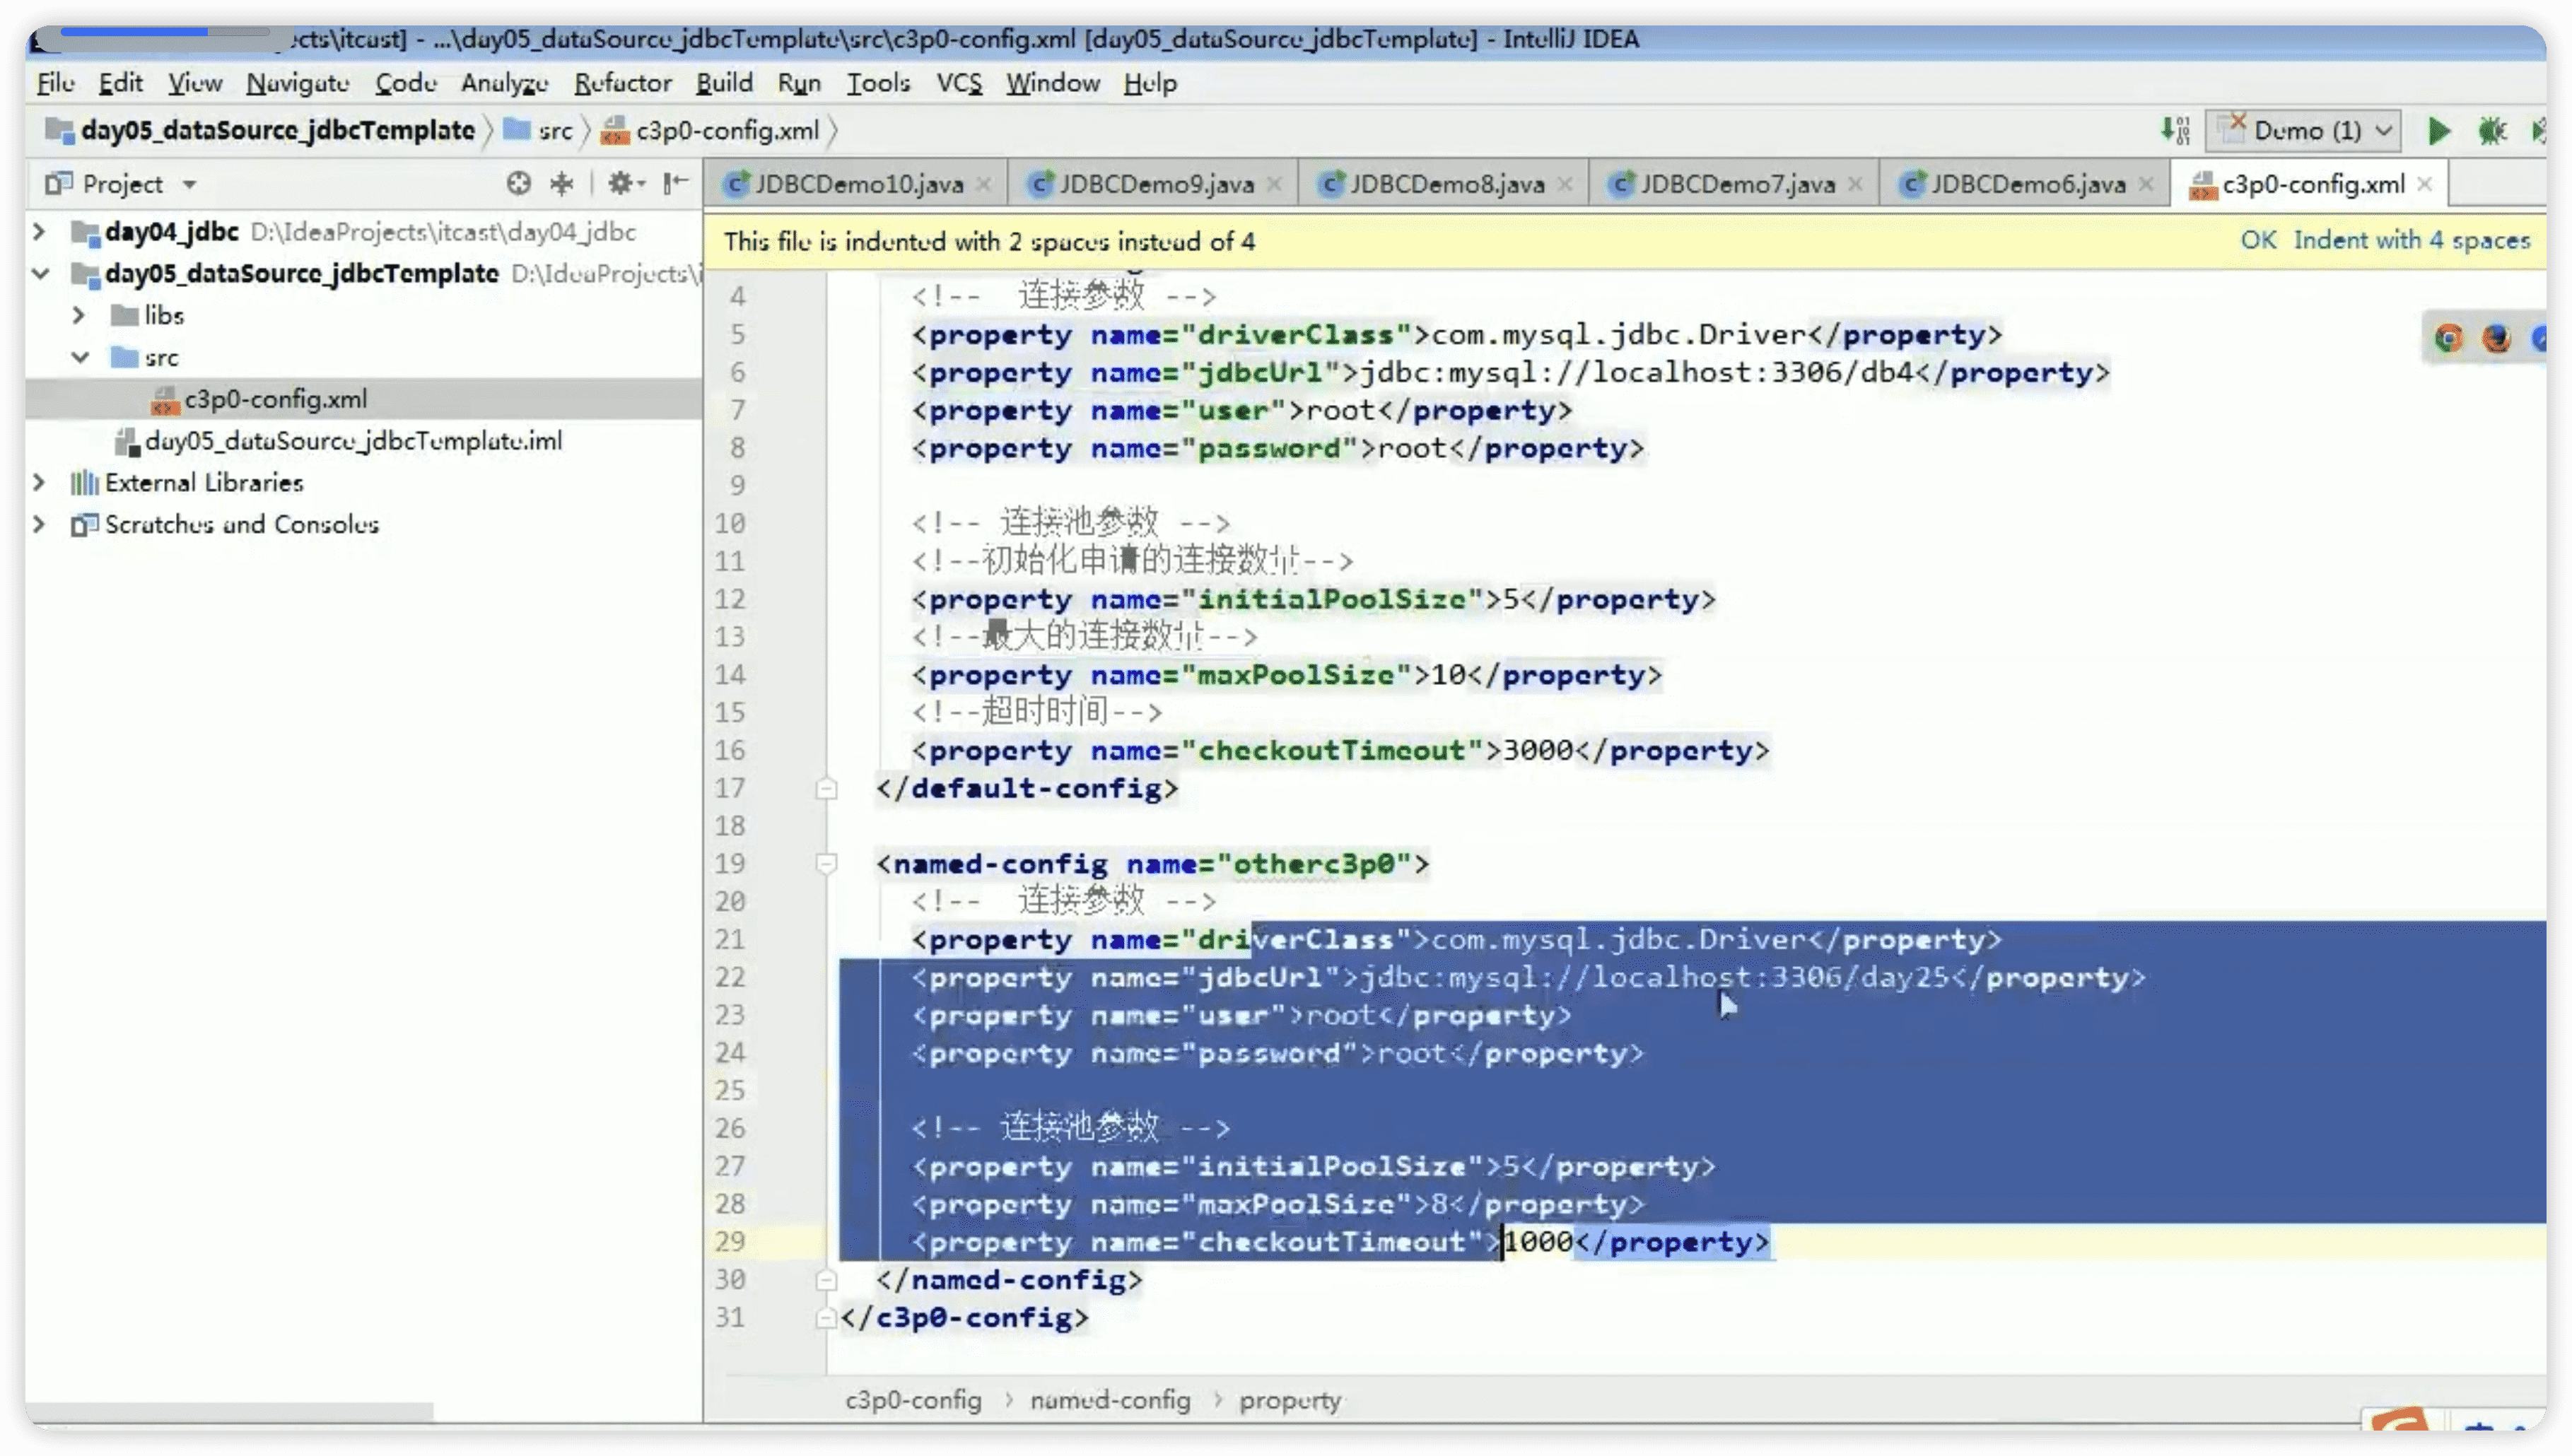 cts\itcast] - ...\day05_dataSource_jdbcTemplate\src\c3p0-config.xml [day05_dataSource_jdbcTemplate] - IntelliJ IDEA
File Edit View Navigate Code Analyze Refactor Build Run Tools VCS Window Help
day05_dataSource_jdbcTemplate src c3p0-config.xml Demo (1)
Project
JDBCDemo10.java JDBCDemo9.java JDBCDemo8.java JDBCDemo7.java JDBCDemo6.java c3p0-config.xml
day04_jdbc D:\IdeaProjects\itcast\day04_jdbc
day05_dataSource_jdbcTemplate D:\IdeaProjects\i
libs
src
c3p0-config.xml
day05_dataSource_jdbcTemplate.iml
External Libraries
Scratches and Consoles
This file is indented with 2 spaces instead of 4 OK Indent with 4 spaces
4 <!--  连接参数 -->
5 <property name="driverClass">com.mysql.jdbc.Driver</property>
6 <property name="jdbcUrl">jdbc:mysql://localhost:3306/db4</property>
7 <property name="user">root</property>
8 <property name="password">root</property>
9
10 <!-- 连接池参数 -->
11 <!--初始化申请的连接数量-->
12 <property name="initialPoolSize">5</property>
13 <!--最大的连接数量-->
14 <property name="maxPoolSize">10</property>
15 <!--超时时间-->
16 <property name="checkoutTimeout">3000</property>
17 </default-config>
18
19 <named-config name="otherc3p0">
20 <!--  连接参数 -->
21 <property name="driverClass">com.mysql.jdbc.Driver</property>
22 <property name="jdbcUrl">jdbc:mysql://localhost:3306/day25</property>
23 <property name="user">root</property>
24 <property name="password">root</property>
25
26 <!-- 连接池参数 -->
27 <property name="initialPoolSize">5</property>
28 <property name="maxPoolSize">8</property>
29 <property name="checkoutTimeout">1000</property>
30 </named-config>
31 </c3p0-config>
c3p0-config named-config property